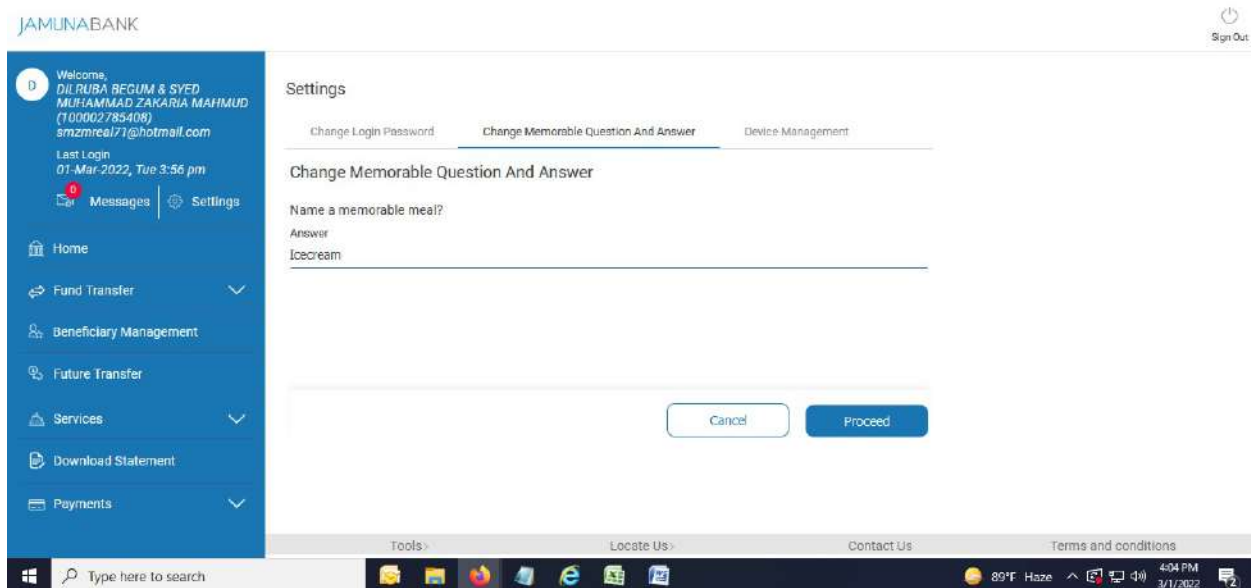 JAMUNABANK
Sign Out
D
Welcome,
DILRUBA BEGUM & SYED
MUHAMMAD ZAKARIA MAHMUD
(100002785408)
smzmreal71@hotmail.com
Last Login
01-Mar-2022, Tue 3:56 pm
0
Messages
Settings
Home
Fund Transfer
Beneficiary Management
Future Transfer
Services
Download Statement
Payments
Settings
Change Login Password
Change Memorable Question And Answer
Device Management
Change Memorable Question And Answer
Name a memorable meal?
Answer
Icecream
Cancel
Proceed
Tools>
Locate Us>
Contact Us
Terms and conditions
Type here to search
89°F Haze
4:04 PM
3/1/2022
2